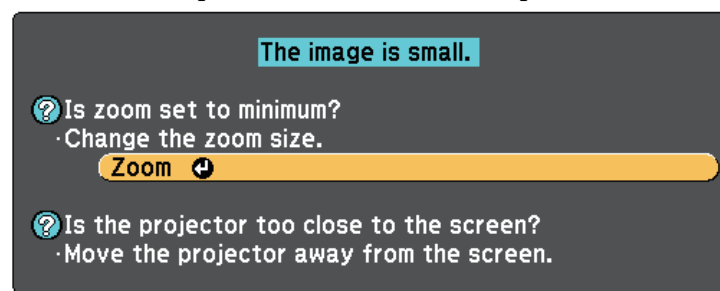 The image is small.
Is zoom set to minimum?
·Change the zoom size.
Zoom
Is the projector too close to the screen?
·Move the projector away from the screen.